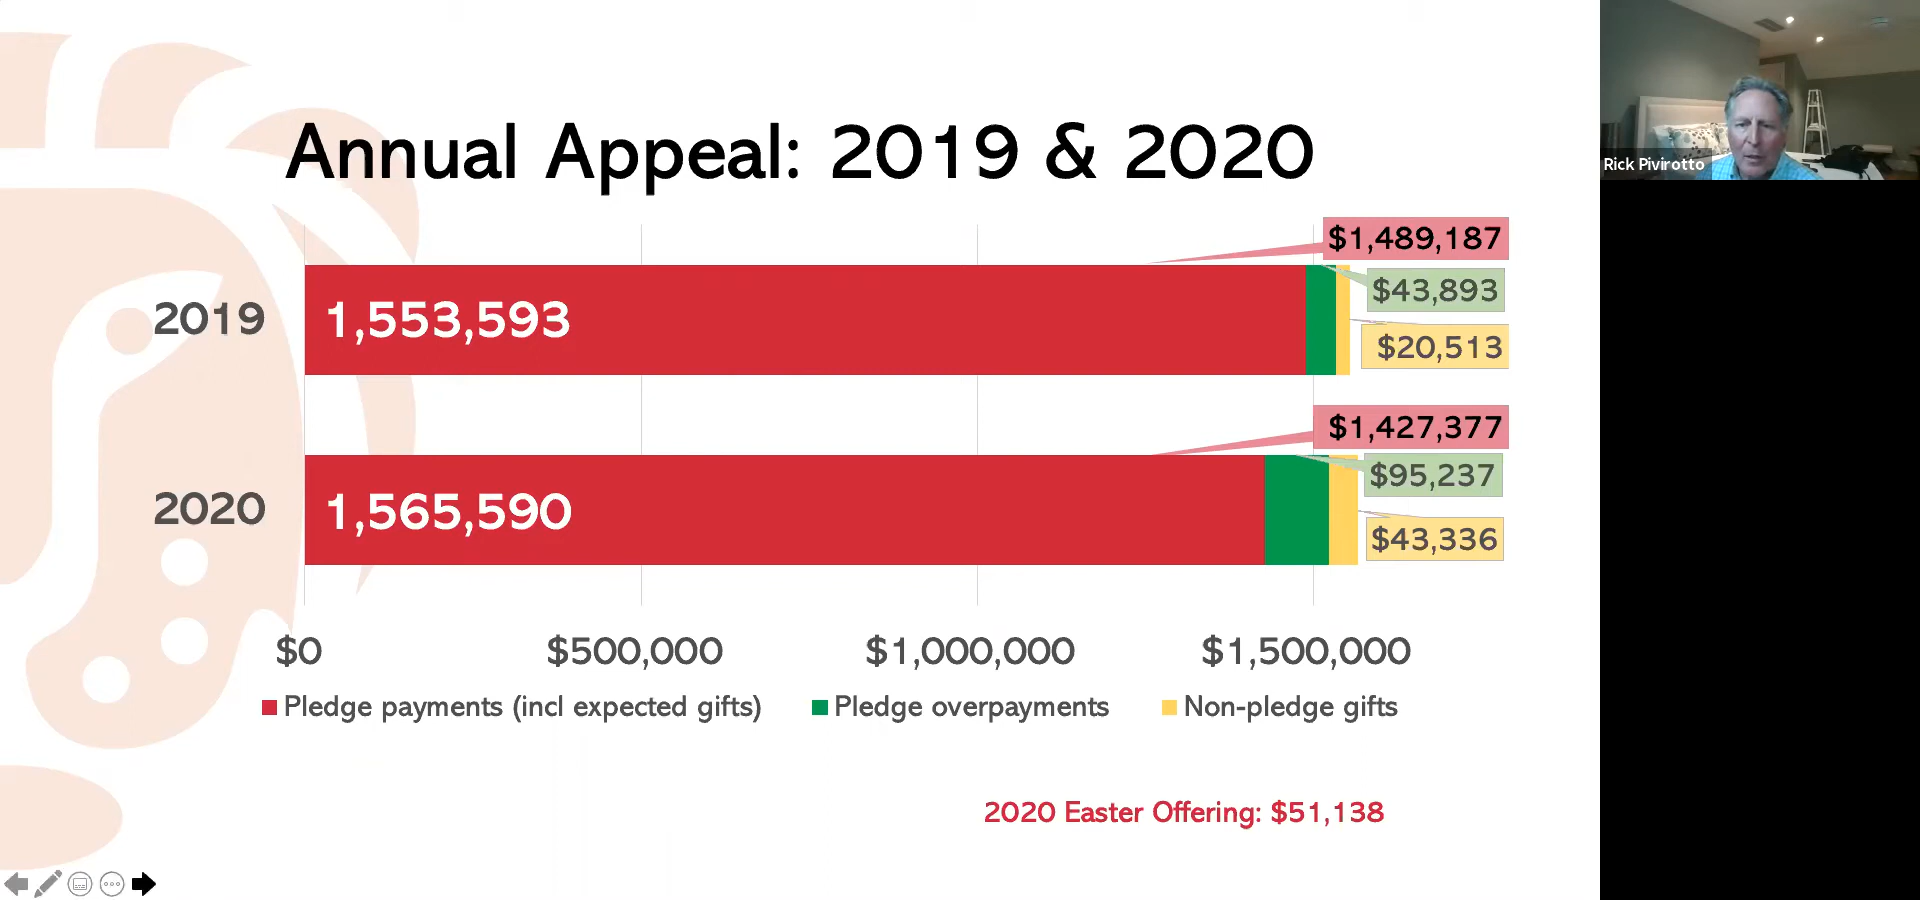 Annual Appeal: 2019 & 2020
Rick Pivirotto
$1,489,187
2019
1,553,593
$43,893
$20,513
$1,427,377
2020
1,565,590
$95,237
$43,336
$0
$500,000
$1,000,000
$1,500,000
Pledge payments (incl expected gifts)
Pledge overpayments
Non-pledge gifts
2020 Easter Offering: $51,138